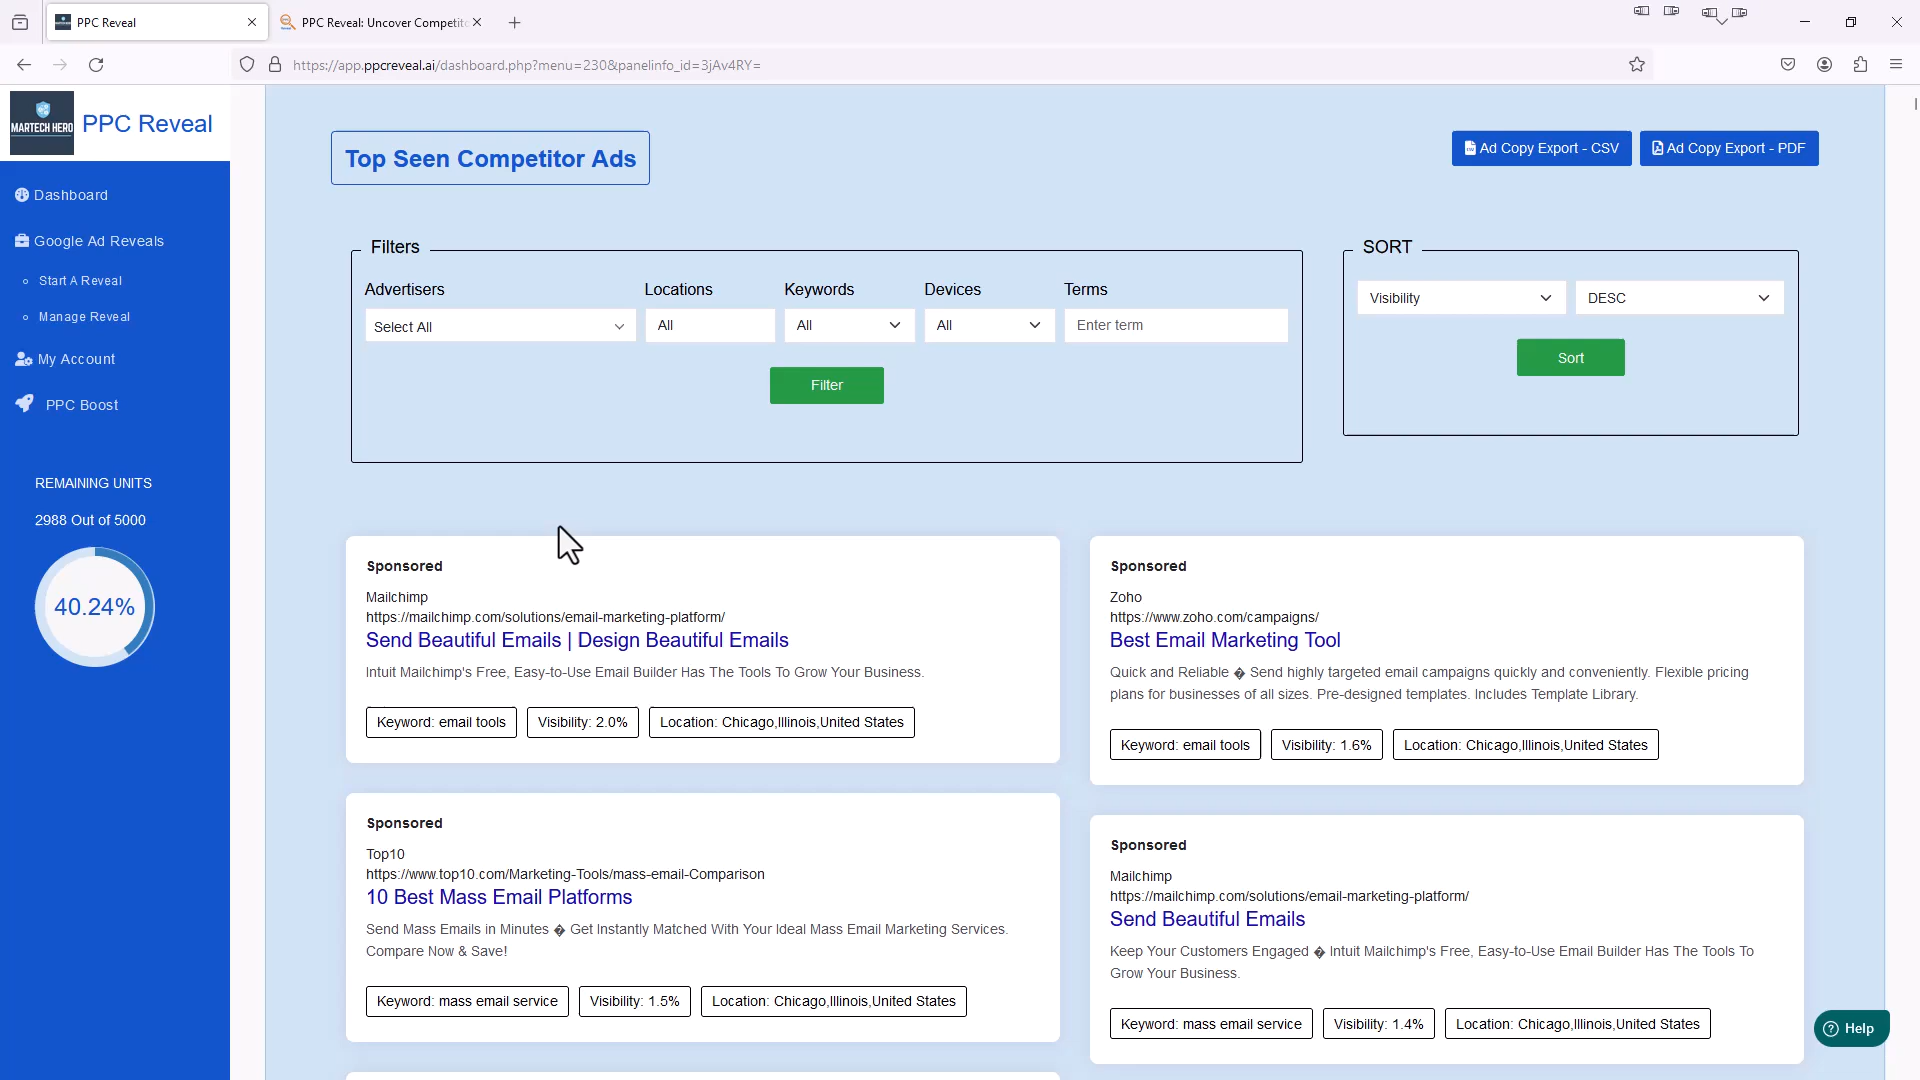 PPC Reveal
PPC Reveal: Uncover Competit
https://app.ppcreveal.ai/dashboard.php?menu=230&panelinfo_id=3jAv4RY=
MARTECH HERO
PPC Reveal
Dashboard
Google Ad Reveals
Start A Reveal
Manage Reveal
My Account
PPC Boost
REMAINING UNITS
2988 Out of 5000
40.24%
Top Seen Competitor Ads
Ad Copy Export - CSV
Ad Copy Export - PDF
Filters
Advertisers
Locations
Keywords
Devices
Terms
Select All
All
All
All
Enter term
Filter
SORT
Visibility
DESC
Sort
Sponsored
Mailchimp
https://mailchimp.com/solutions/email-marketing-platform/
Send Beautiful Emails | Design Beautiful Emails
Intuit Mailchimp's Free, Easy-to-Use Email Builder Has The Tools To Grow Your Business.
Keyword: email tools
Visibility: 2.0%
Location: Chicago,Illinois,United States
Sponsored
Zoho
https://www.zoho.com/campaigns/
Best Email Marketing Tool
Quick and Reliable � Send highly targeted email campaigns quickly and conveniently. Flexible pricing
plans for businesses of all sizes. Pre-designed templates. Includes Template Library.
Keyword: email tools
Visibility: 1.6%
Location: Chicago,Illinois,United States
Sponsored
Top10
https://www.top10.com/Marketing-Tools/mass-email-Comparison
10 Best Mass Email Platforms
Send Mass Emails in Minutes � Get Instantly Matched With Your Ideal Mass Email Marketing Services.
Compare Now & Save!
Keyword: mass email service
Visibility: 1.5%
Location: Chicago,Illinois,United States
Sponsored
Mailchimp
https://mailchimp.com/solutions/email-marketing-platform/
Send Beautiful Emails
Keep Your Customers Engaged � Intuit Mailchimp's Free, Easy-to-Use Email Builder Has The Tools To
Grow Your Business.
Keyword: mass email service
Visibility: 1.4%
Location: Chicago,Illinois,United States
Help